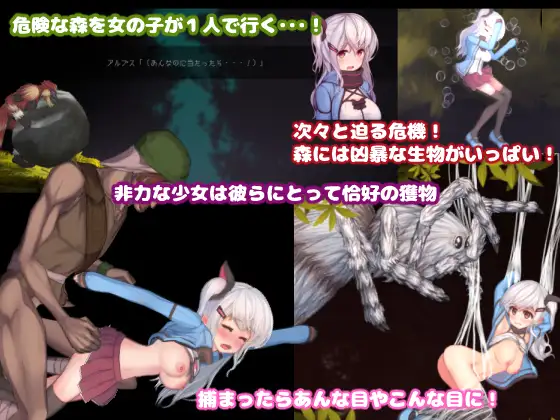 危険な森を女の子が１人で行く・・・！
アルアス「（あんなのに当たったら・・・！）」
次々と迫る危機！
森には凶暴な生物がいっぱい！
非力な少女は彼らにとって恰好の獲物
捕まったらあんな目やこんな目に！